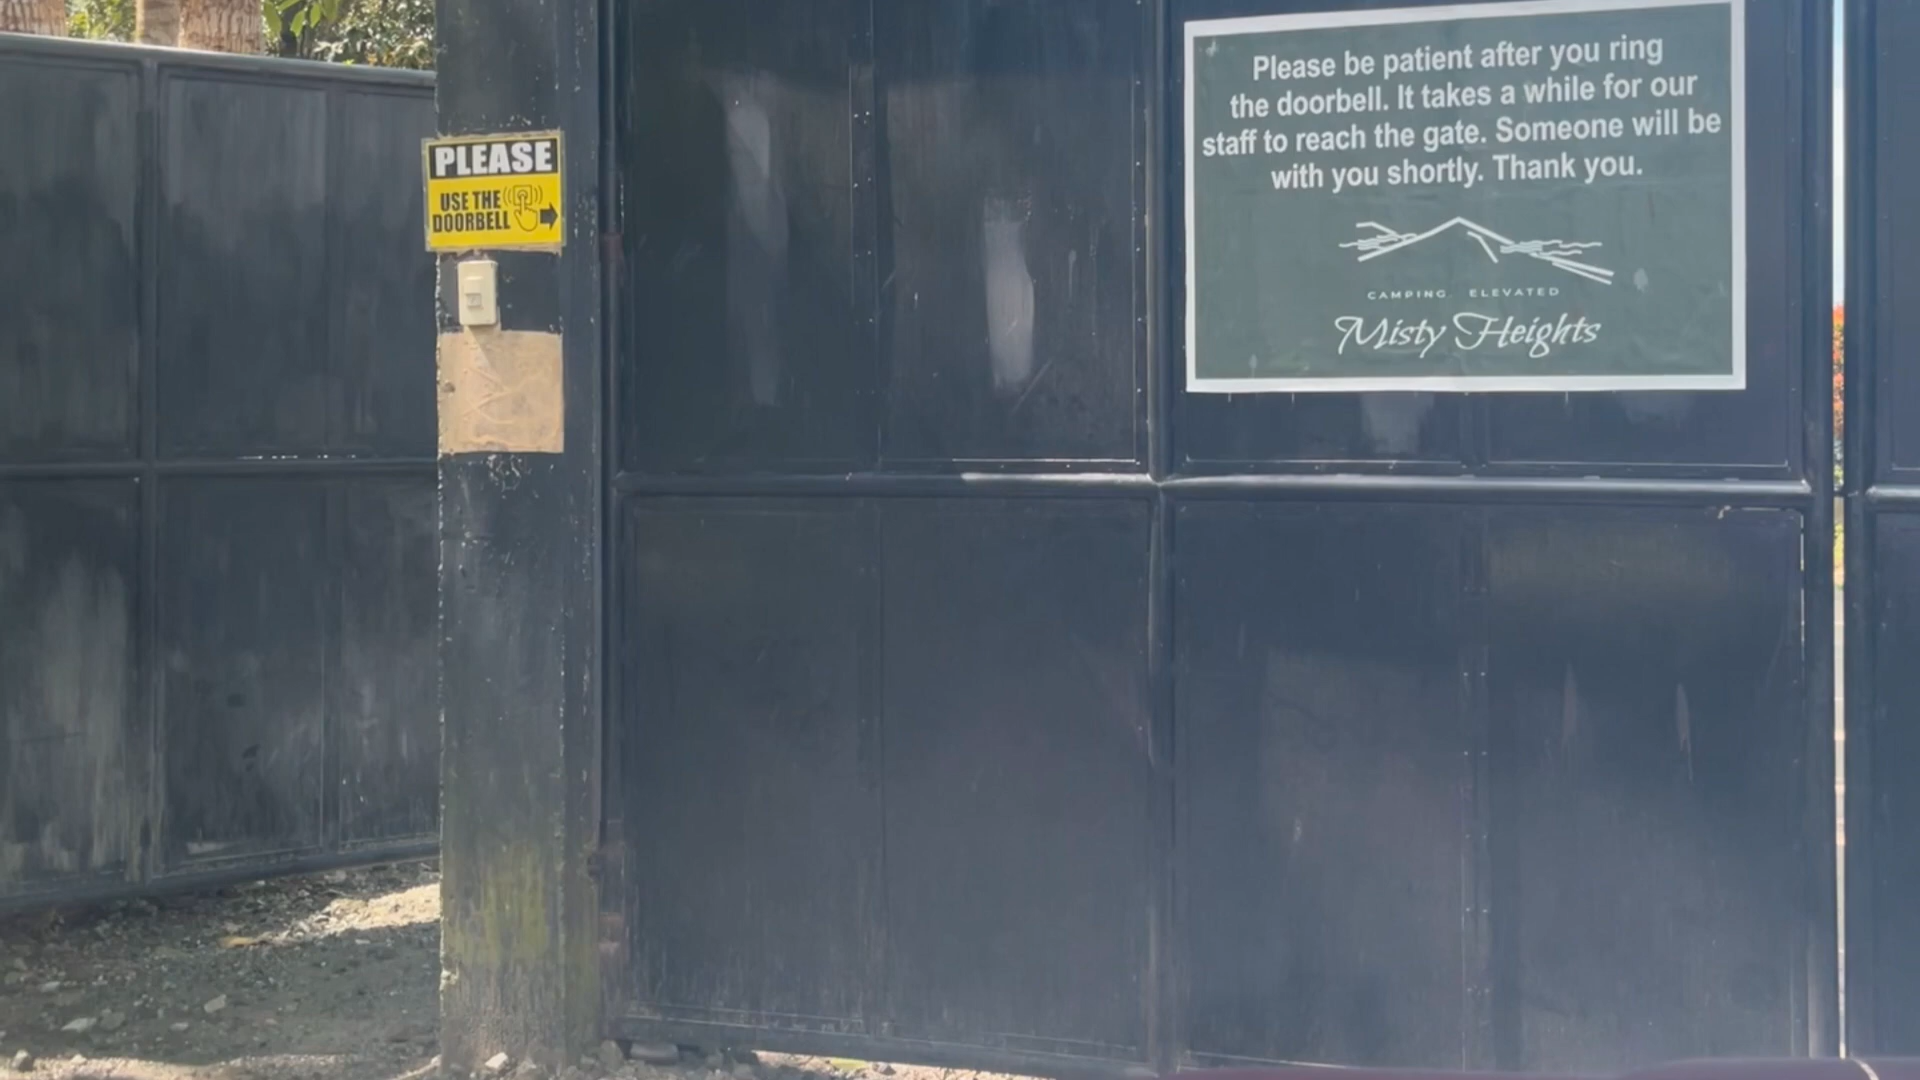 PLEASE
USE THE
DOORBELL
Please be patient after you ring
the doorbell. It takes a while for our
staff to reach the gate. Someone will be
with you shortly. Thank you.
CAMPING ELEVATED
Misty Heights